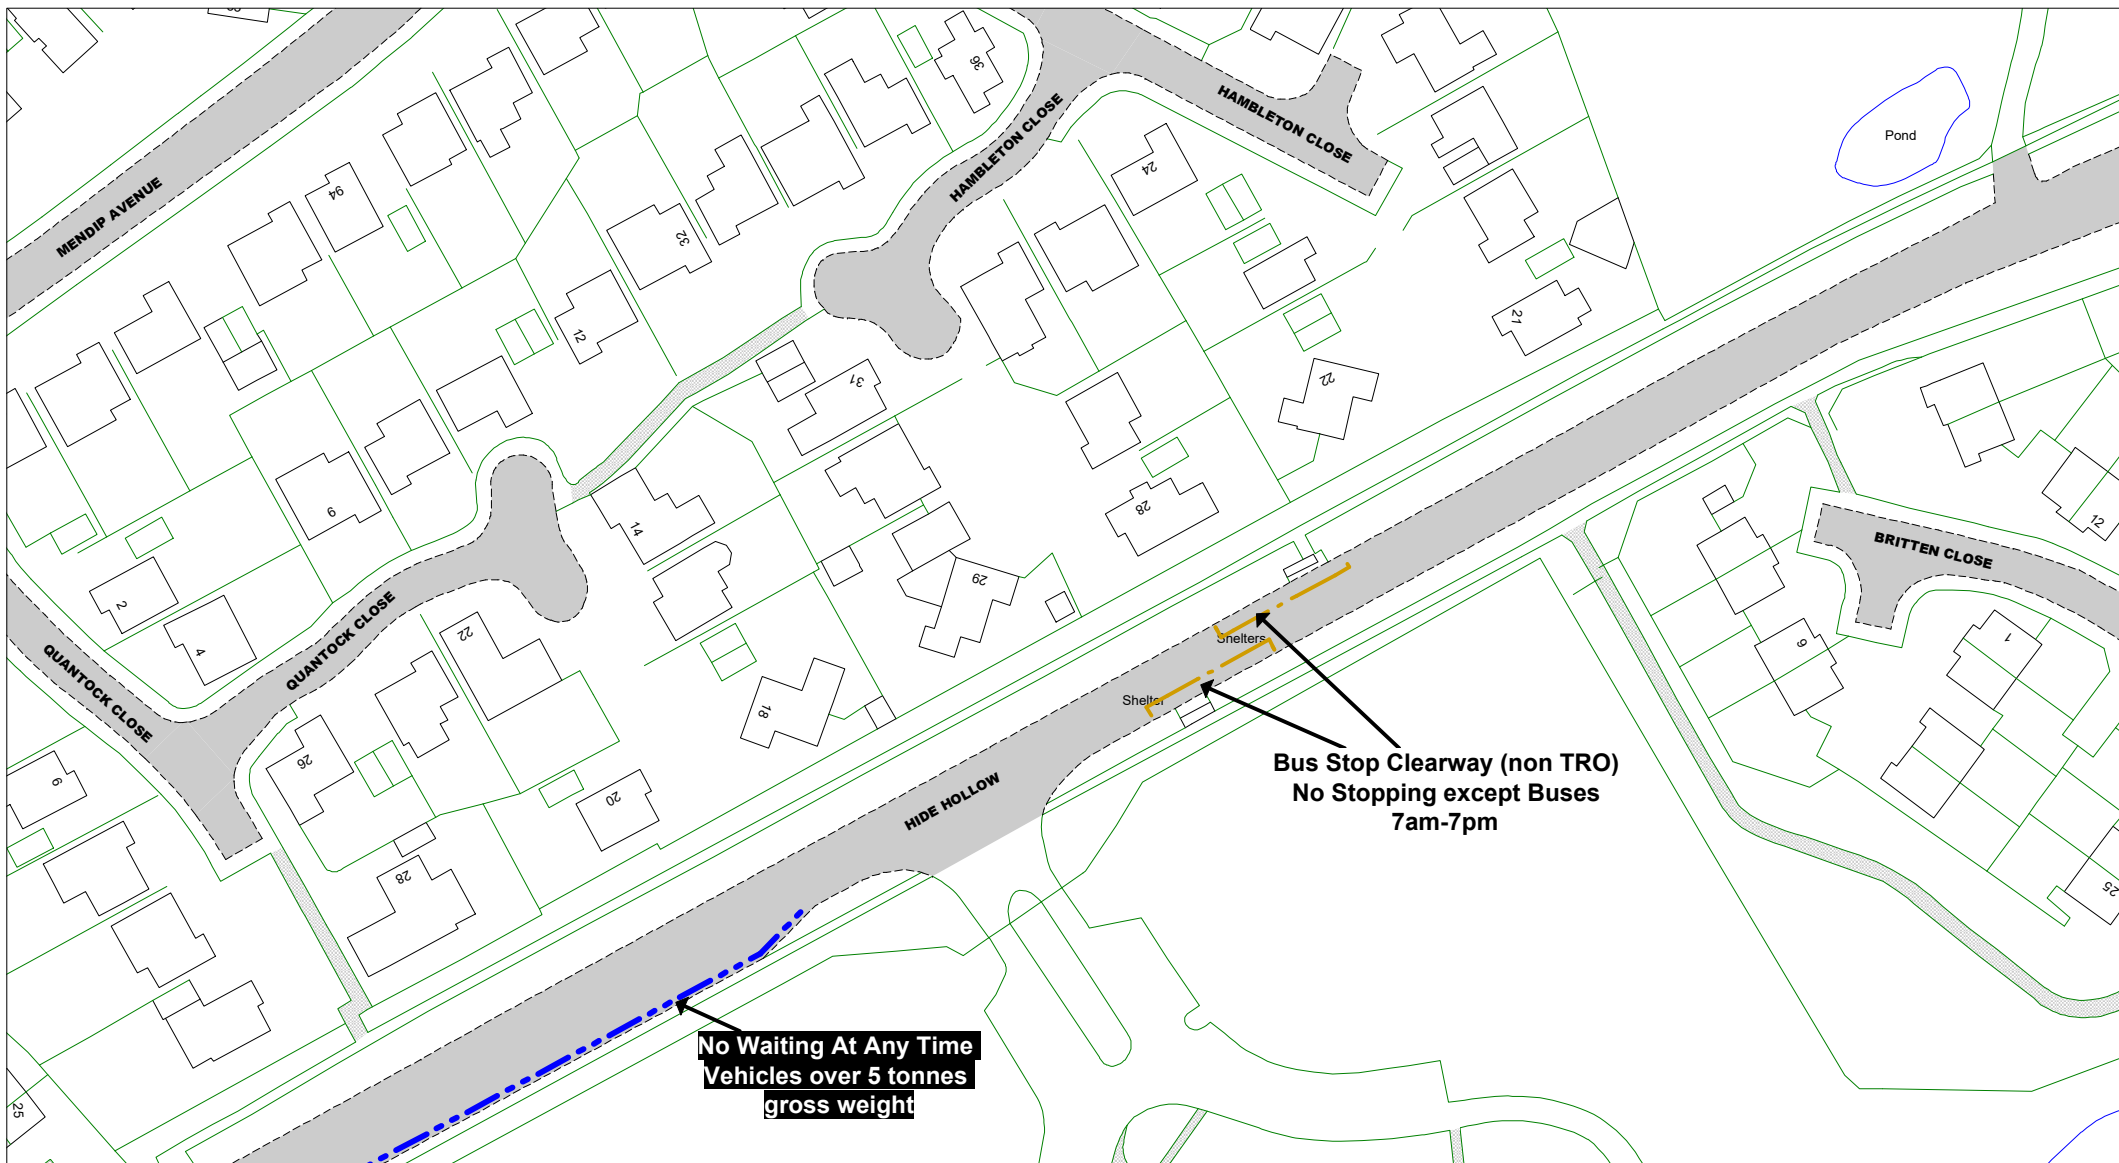 36
HAMBLETON CLOSE
HAMBLETON CLOSE
Pond
MENDIP AVENUE
94
24
32
12
21
31
22
9
14
28
12
BRITTEN CLOSE
2
4
QUANTOCK CLOSE
QUANTOCK CLOSE
22
29
Shelters
Shelter
18
9
1
26
6
20
28
HIDE HOLLOW
Bus Stop Clearway (non TRO)
No Stopping except Buses
7am-7pm
25
No Waiting At Any Time
Vehicles over 5 tonnes
gross weight
25